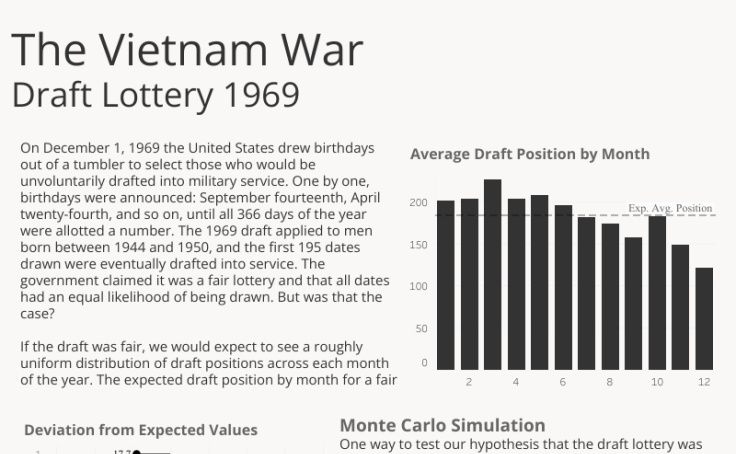 The Vietnam War
Draft Lottery 1969
On December 1, 1969 the United States drew birthdays
out of a tumbler to select those who would be
unvoluntarily drafted into military service. One by one,
birthdays were announced: September fourteenth, April
twenty-fourth, and so on, until all 366 days of the year
were allotted a number. The 1969 draft applied to men
born between 1944 and 1950, and the first 195 dates
drawn were eventually drafted into service. The
government claimed it was a fair lottery and that all dates
had an equal likelihood of being drawn. But was that the
case?
If the draft was fair, we would expect to see a roughly
uniform distribution of draft positions across each month
of the year. The expected draft position by month for a fair
Average Draft Position by Month
Exp. Avg. Position
200
150
100
50
0
2 4 6 8 10 12
Deviation from Expected Values
Monte Carlo Simulation
One way to test our hypothesis that the draft lottery was